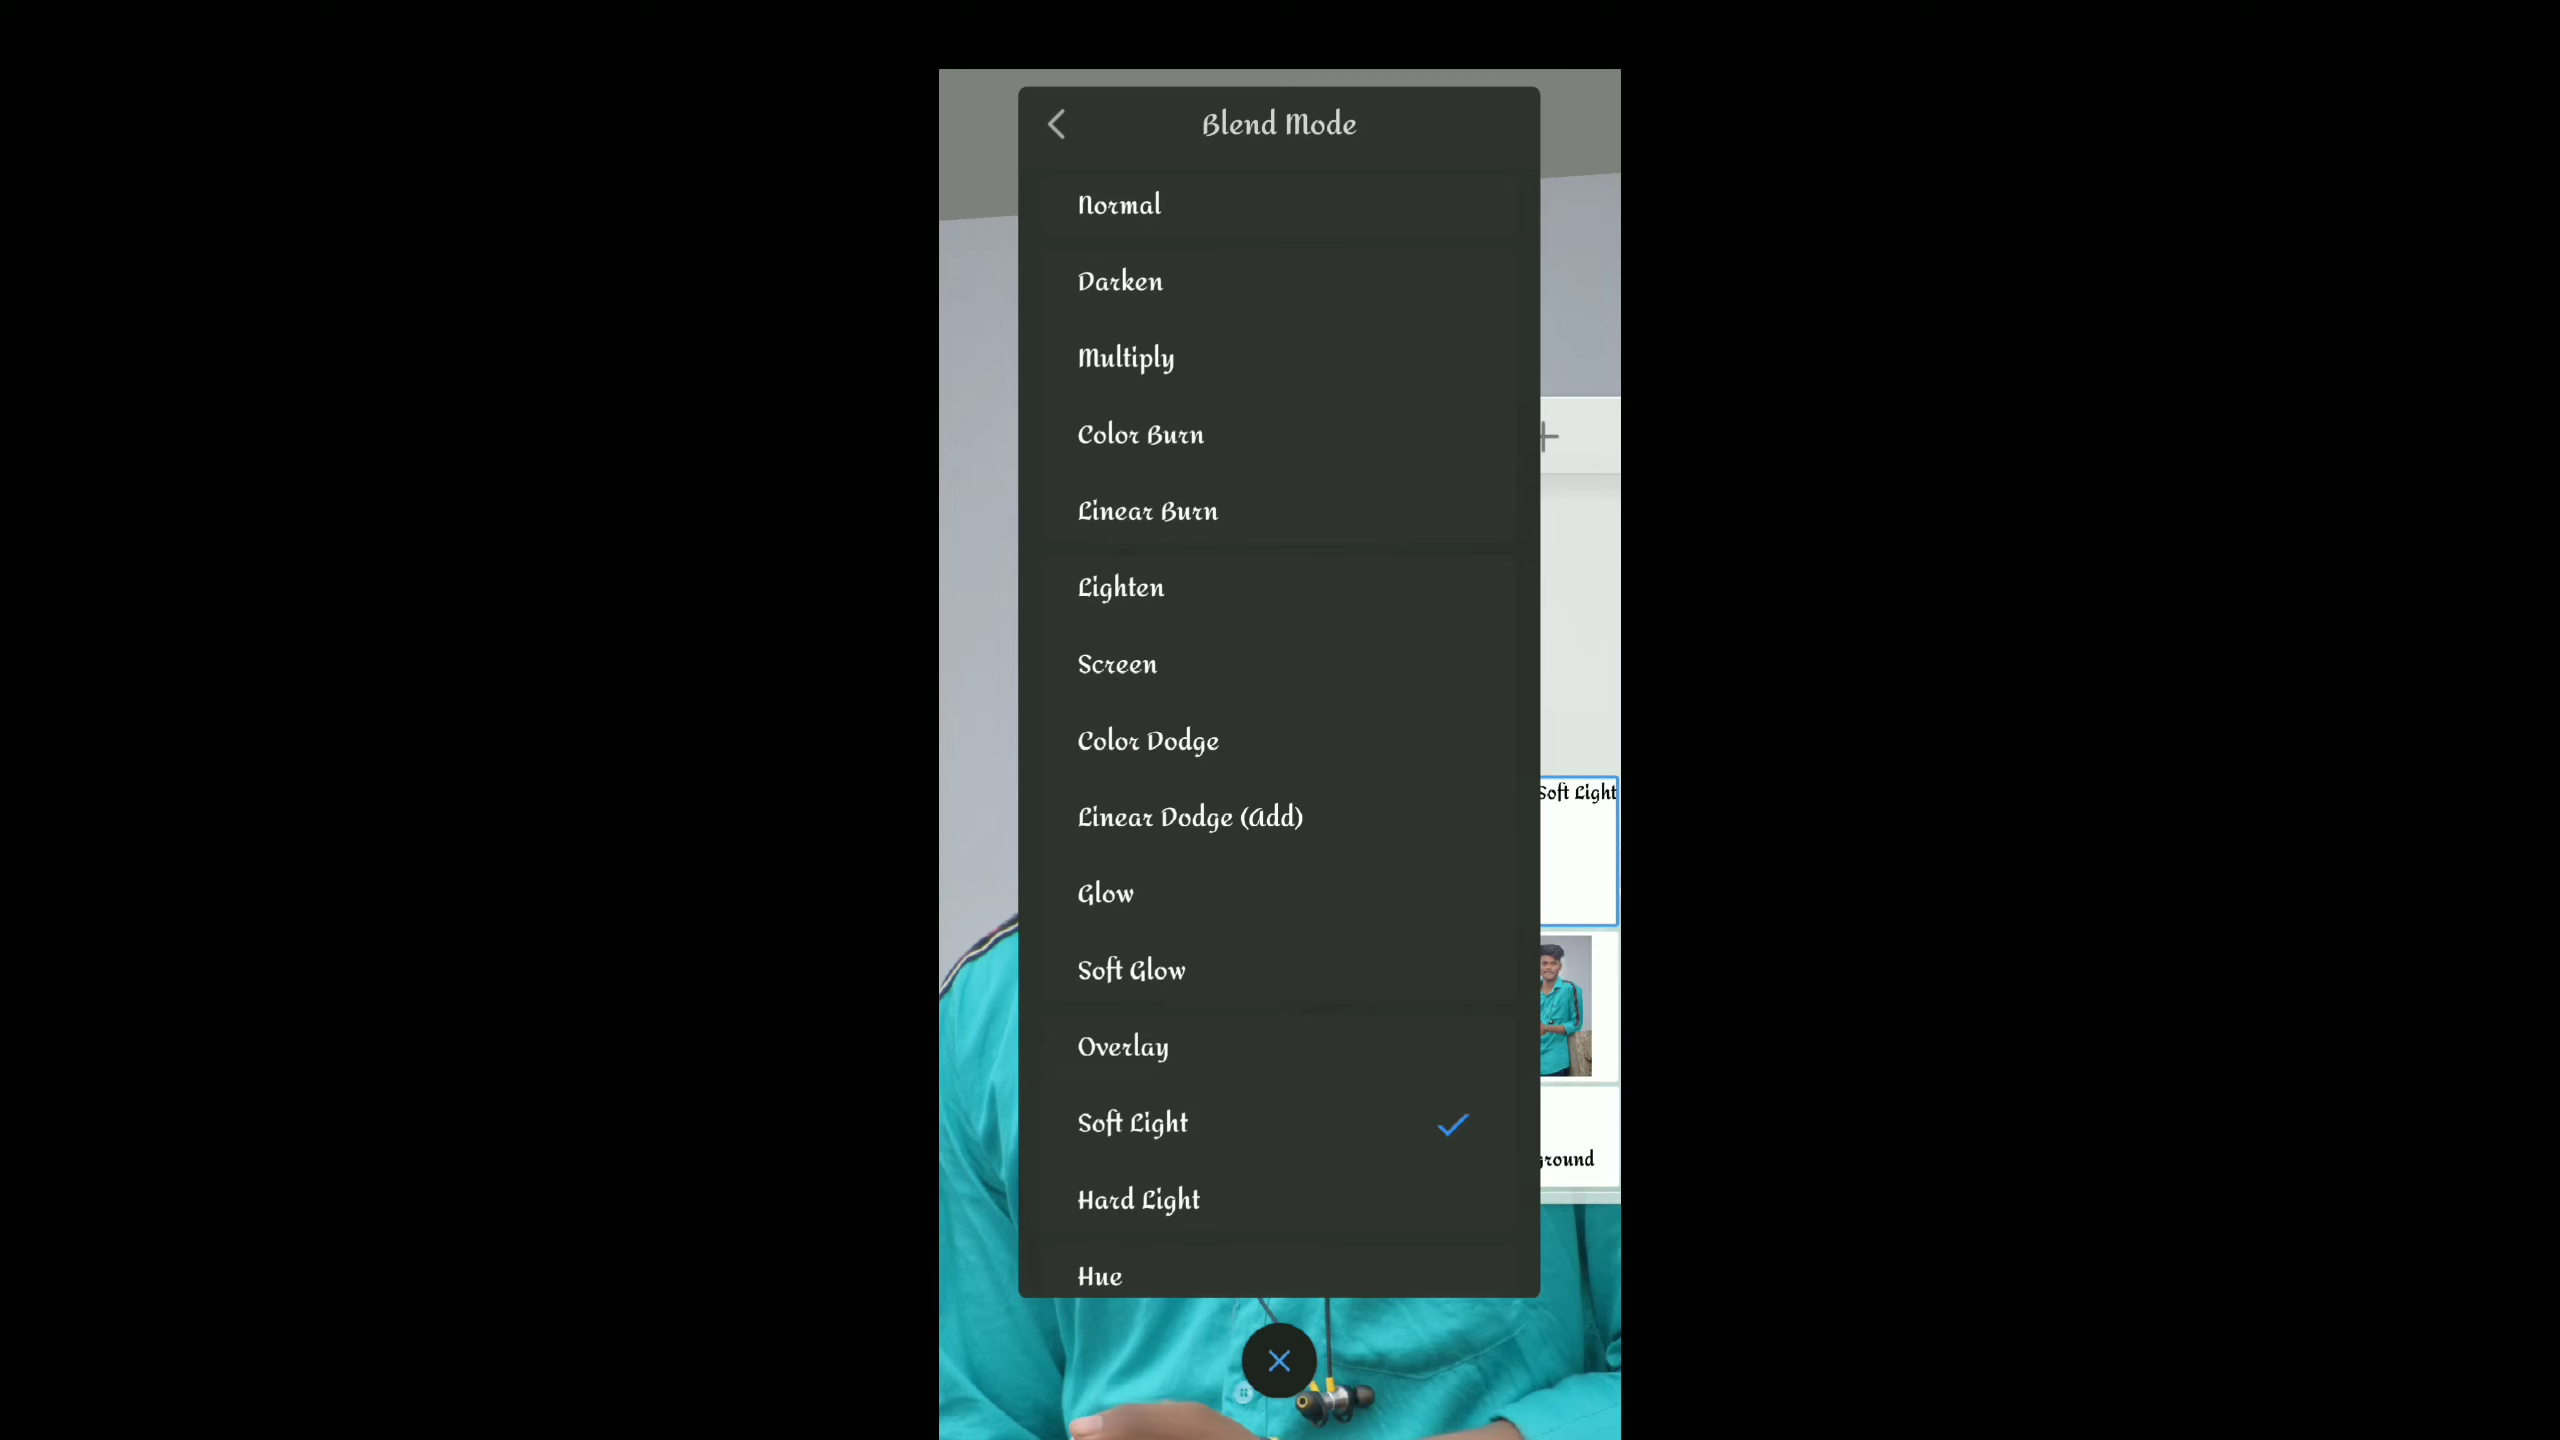 Blend Mode
Normal
Darken
Multiply
Color Burn
Linear Burn
Lighten
Screen
Color Dodge
Linear Dodge (Add)
Soft Light
Glow
Soft Glow
Overlay
Soft Light
ground
Hard Light
Hue